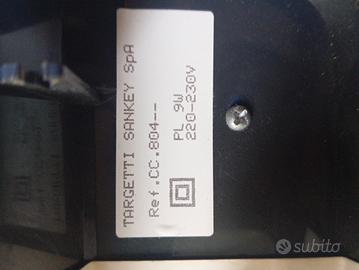 TARGETTI SANKEY SpA
Ref.CC.804--
PL 9W
220-230V
subito